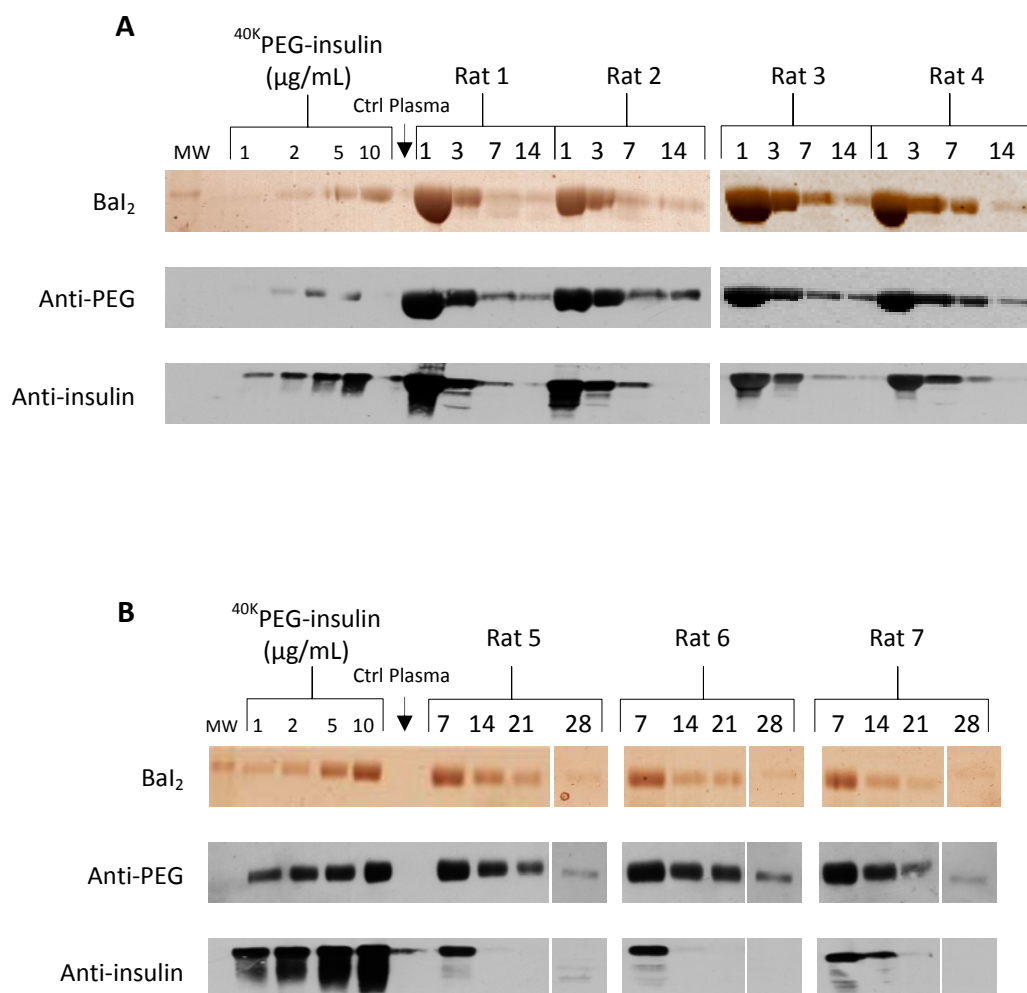 A
⁴⁰ᴷPEG-insulin
(µg/mL)
Ctrl Plasma
Rat 1
Rat 2
Rat 3
Rat 4
MW 1 2 5 10 1 3 7 14 1 3 7 14 1 3 7 14 1 3 7 14
BaI₂
Anti-PEG
Anti-insulin
B
⁴⁰ᴷPEG-insulin
(µg/mL)
Ctrl Plasma
Rat 5
Rat 6
Rat 7
MW 1 2 5 10 7 14 21 28 7 14 21 28 7 14 21 28
BaI₂
Anti-PEG
Anti-insulin